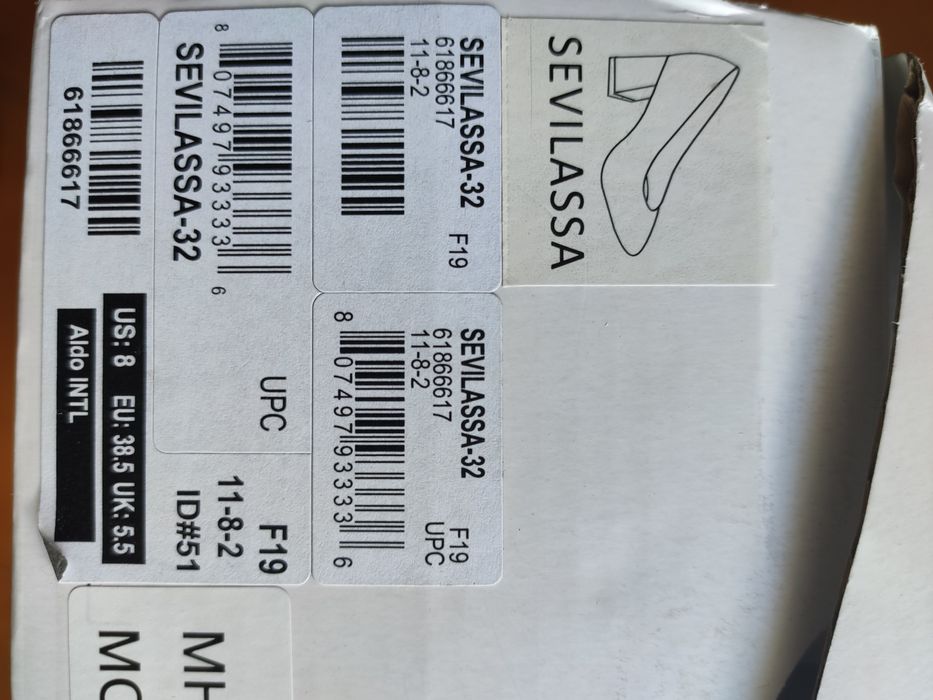 SEVILASSA
SEVILASSA-32
F19
61866617
11-8-2
SEVILASSA-32
F19
61866617
UPC
11-8-2
8 07497 93333 6
UPC
F19
8 07497 93333 6
11-8-2
SEVILASSA-32
ID#51
US: 8 EU: 38.5 UK: 5.5
61866617
Aldo INTL